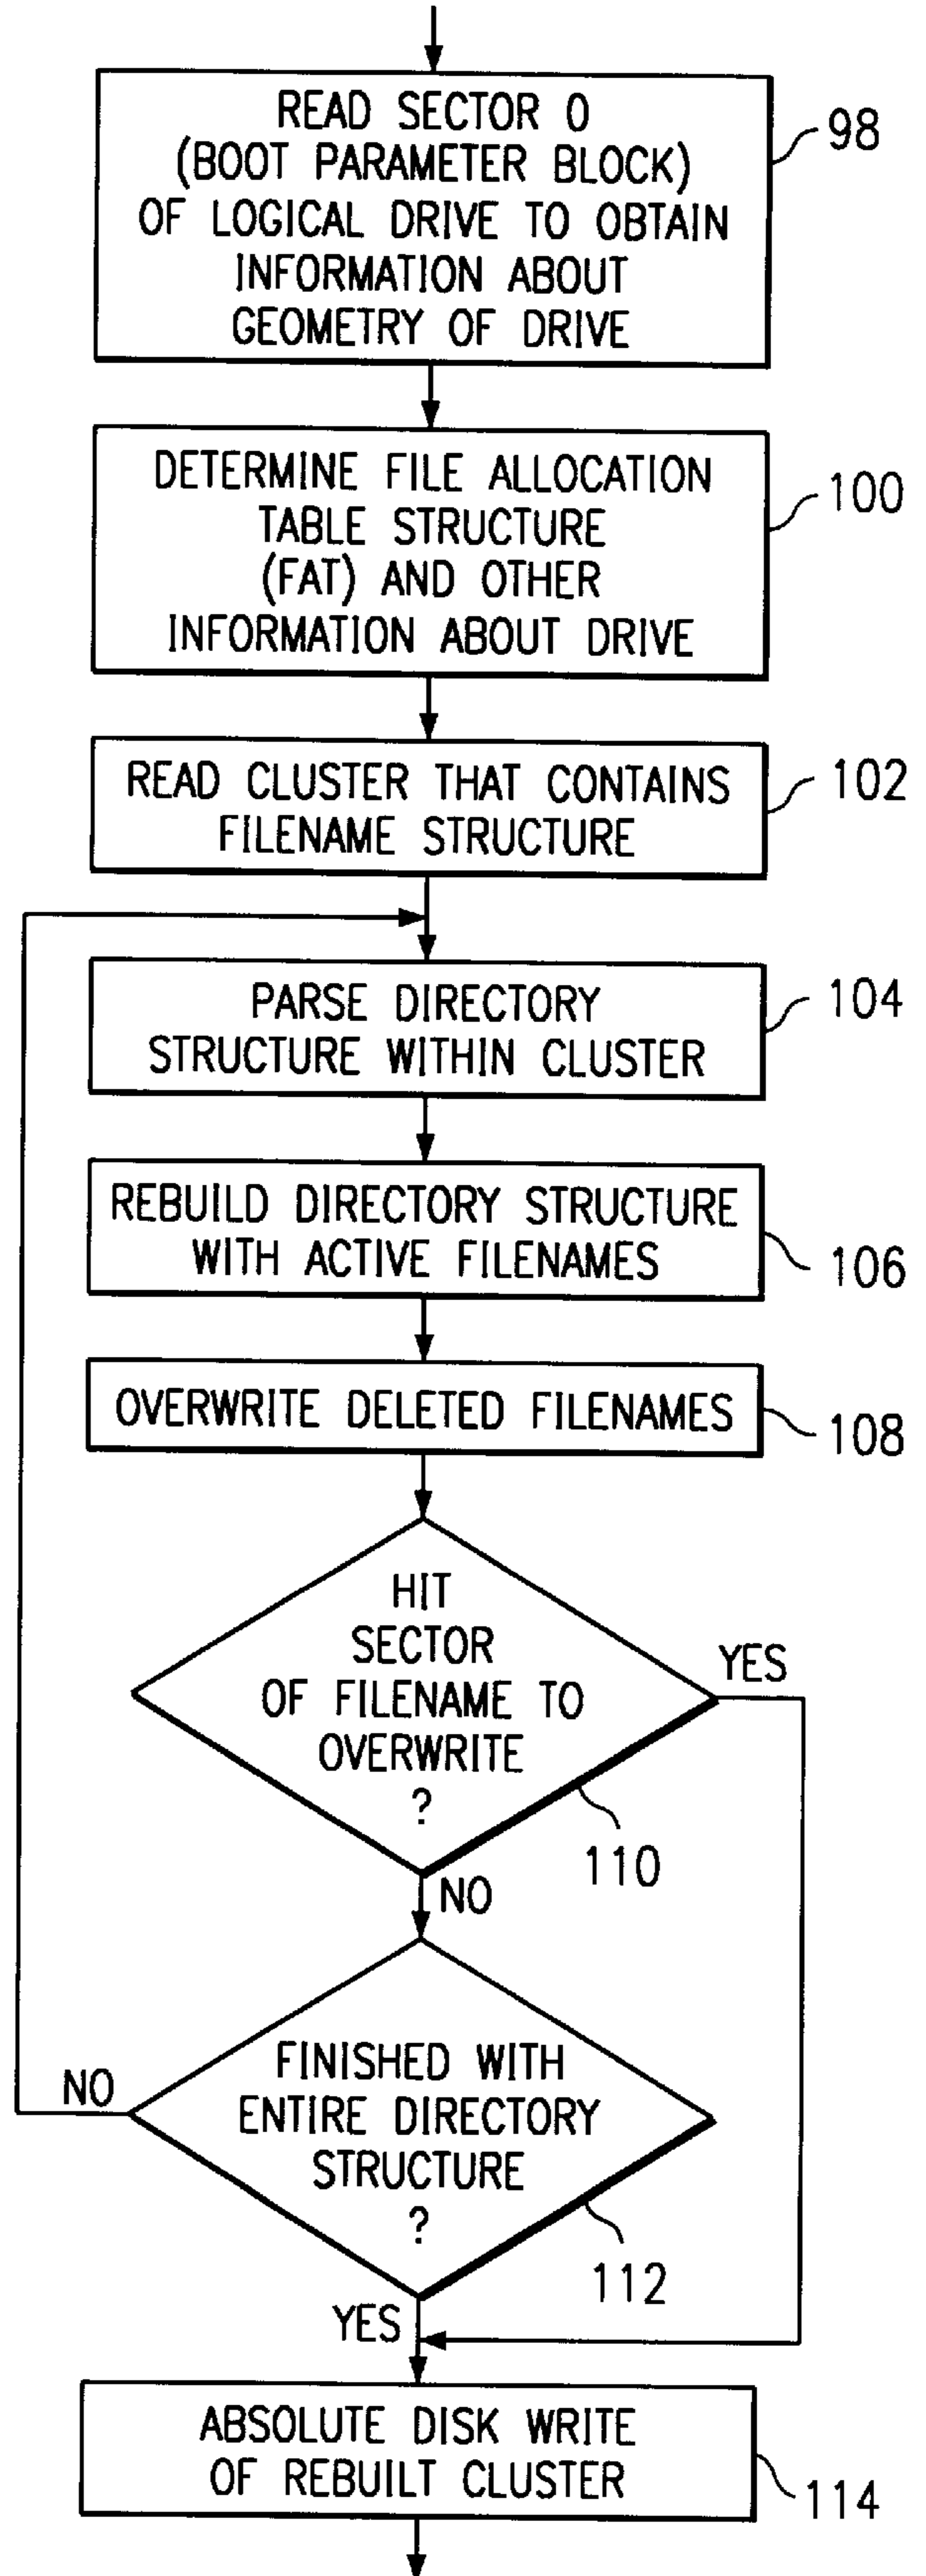 READ SECTOR 0
(BOOT PARAMETER BLOCK)
OF LOGICAL DRIVE TO OBTAIN
INFORMATION ABOUT
GEOMETRY OF DRIVE
98
DETERMINE FILE ALLOCATION
TABLE STRUCTURE
(FAT) AND OTHER
INFORMATION ABOUT DRIVE
100
READ CLUSTER THAT CONTAINS
FILENAME STRUCTURE
102
PARSE DIRECTORY
STRUCTURE WITHIN CLUSTER
104
REBUILD DIRECTORY STRUCTURE
WITH ACTIVE FILENAMES
106
OVERWRITE DELETED FILENAMES
108
HIT
SECTOR
OF FILENAME TO
OVERWRITE
?
YES
110
NO
FINISHED WITH
ENTIRE DIRECTORY
STRUCTURE
?
NO
112
YES
ABSOLUTE DISK WRITE
OF REBUILT CLUSTER
114